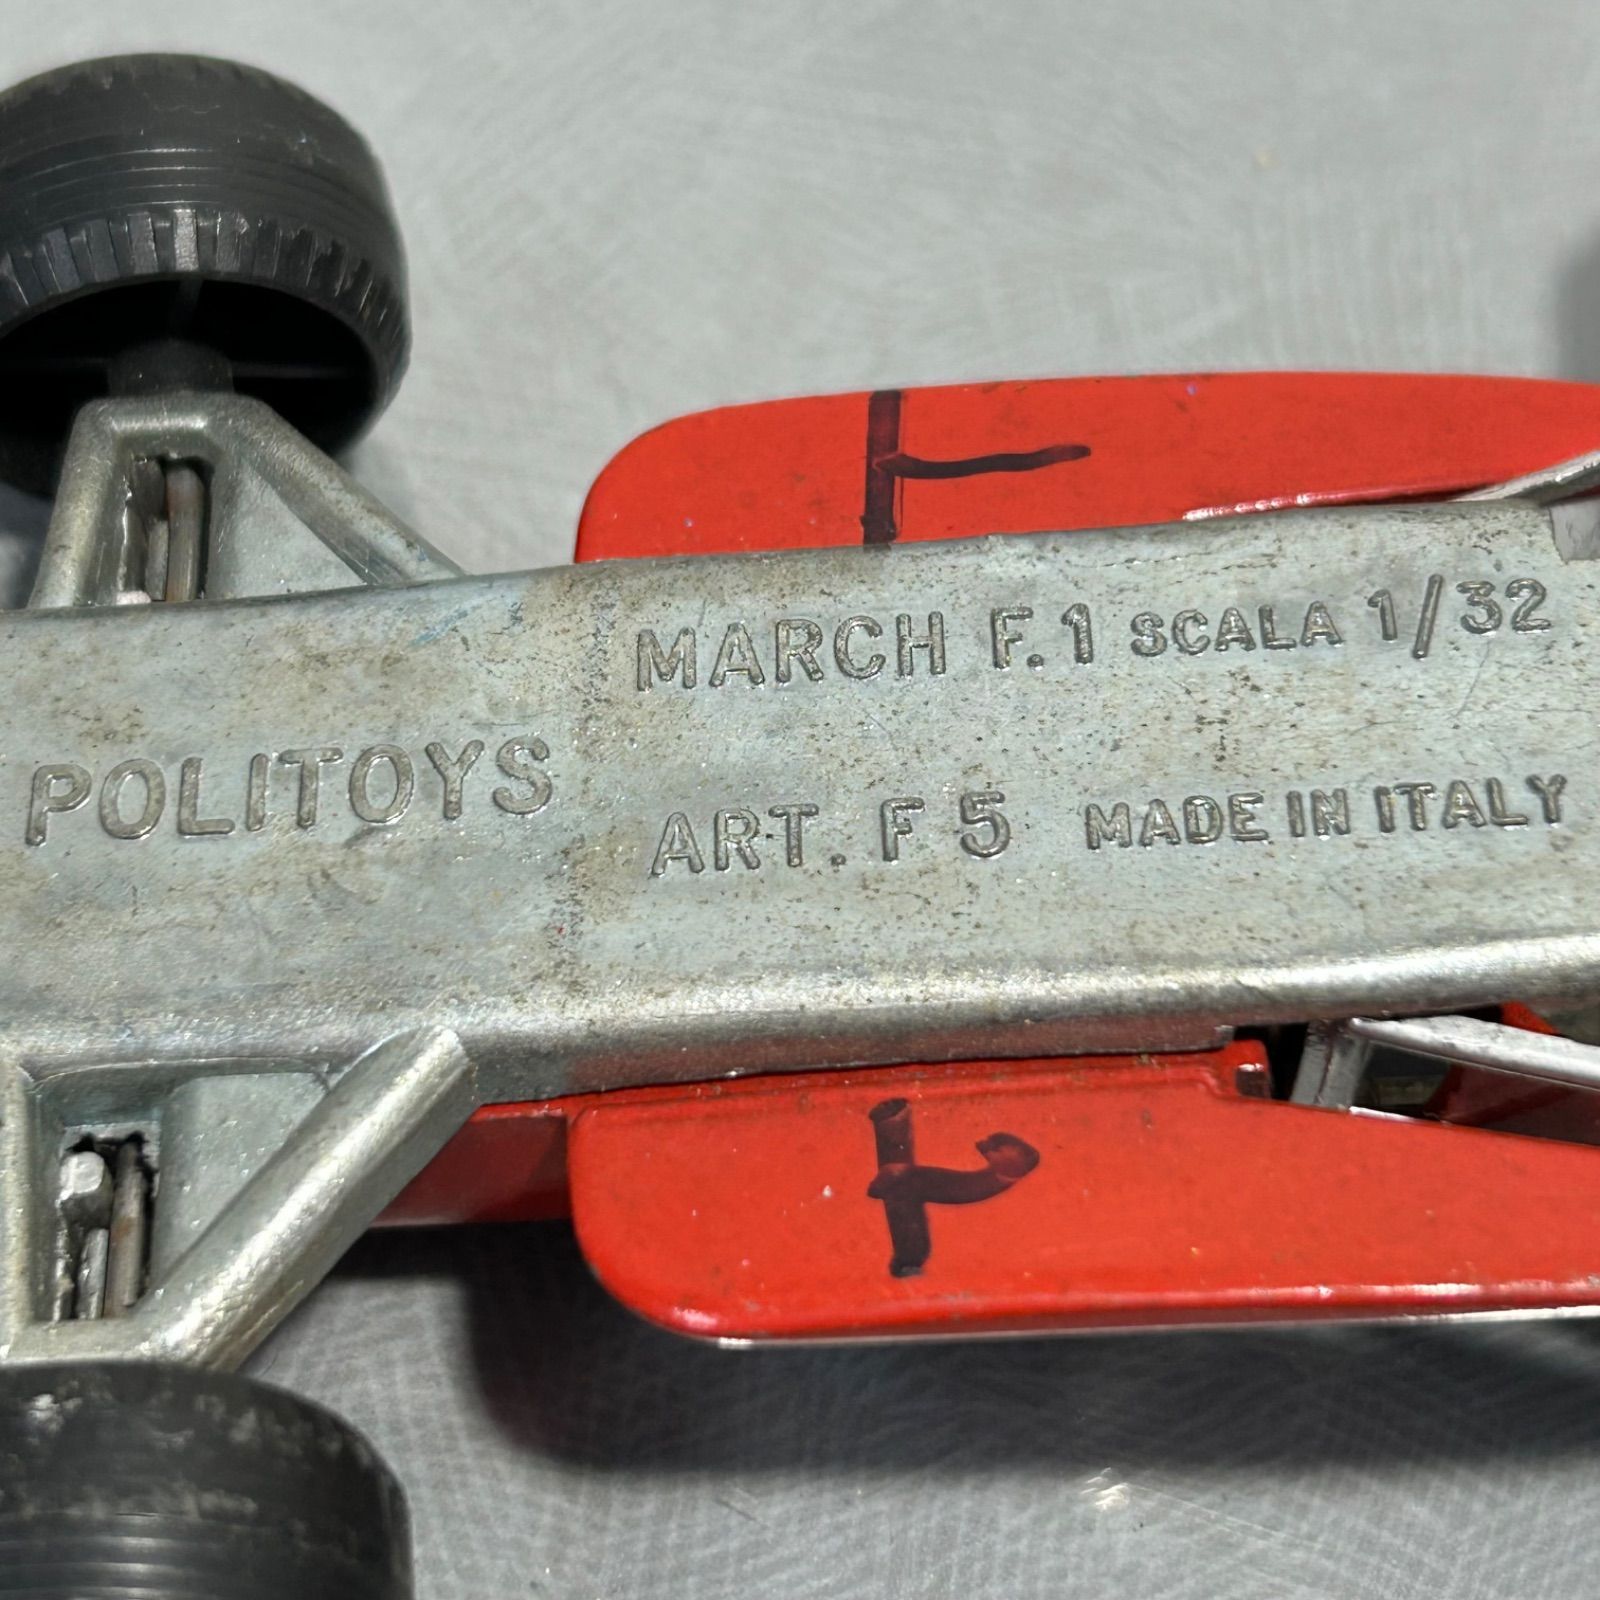 MARCH F.1 SCALA 1/32
POLITOYS
ART. F 5 MADE IN ITALY